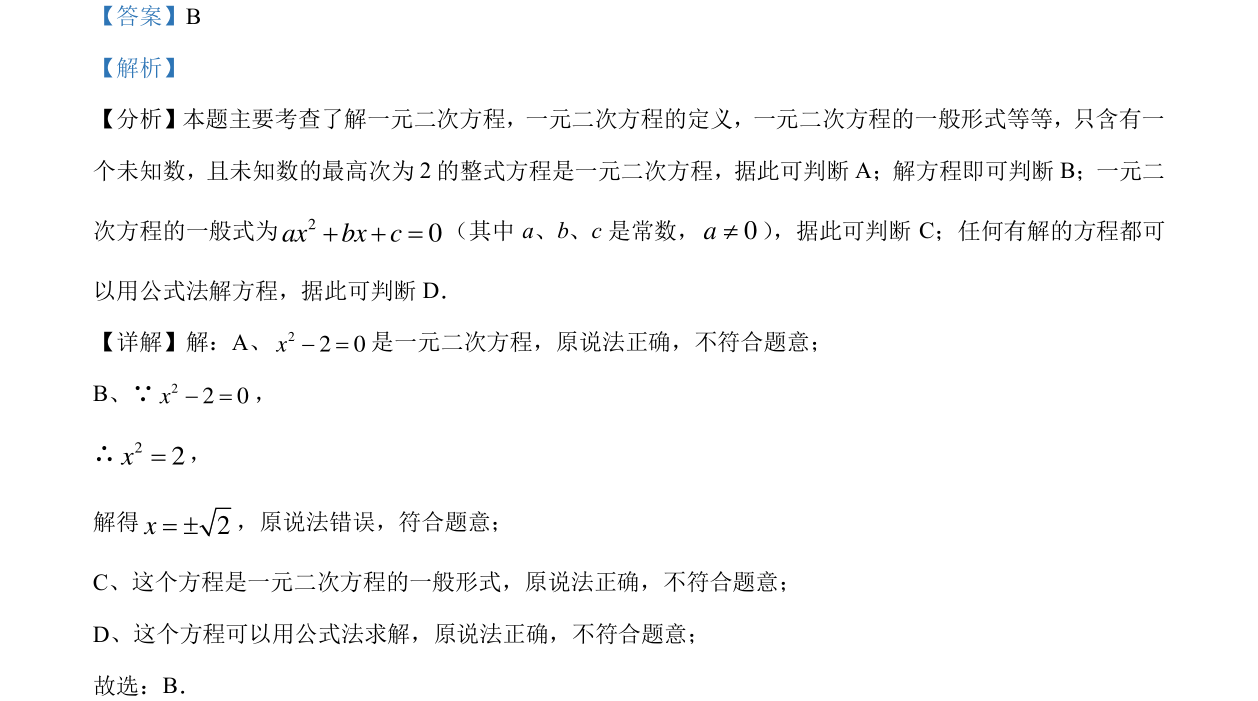 【答案】B
【解析】
【分析】本题主要考查了解一元二次方程，一元二次方程的定义，一元二次方程的一般形式等等，只含有一
个未知数，且未知数的最高次为 2 的整式方程是一元二次方程，据此可判断 A；解方程即可判断 B；一元二
次方程的一般式为 ax² + bx + c = 0（其中 a、b、c 是常数， a ≠ 0 ），据此可判断 C；任何有解的方程都可
以用公式法解方程，据此可判断 D．
【详解】解：A、 x² − 2 = 0 是一元二次方程，原说法正确，不符合题意；
B、∵ x² − 2 = 0 ，
∴ x² = 2 ，
解得 x = ±√2 ，原说法错误，符合题意；
C、这个方程是一元二次方程的一般形式，原说法正确，不符合题意；
D、这个方程可以用公式法求解，原说法正确，不符合题意；
故选：B．